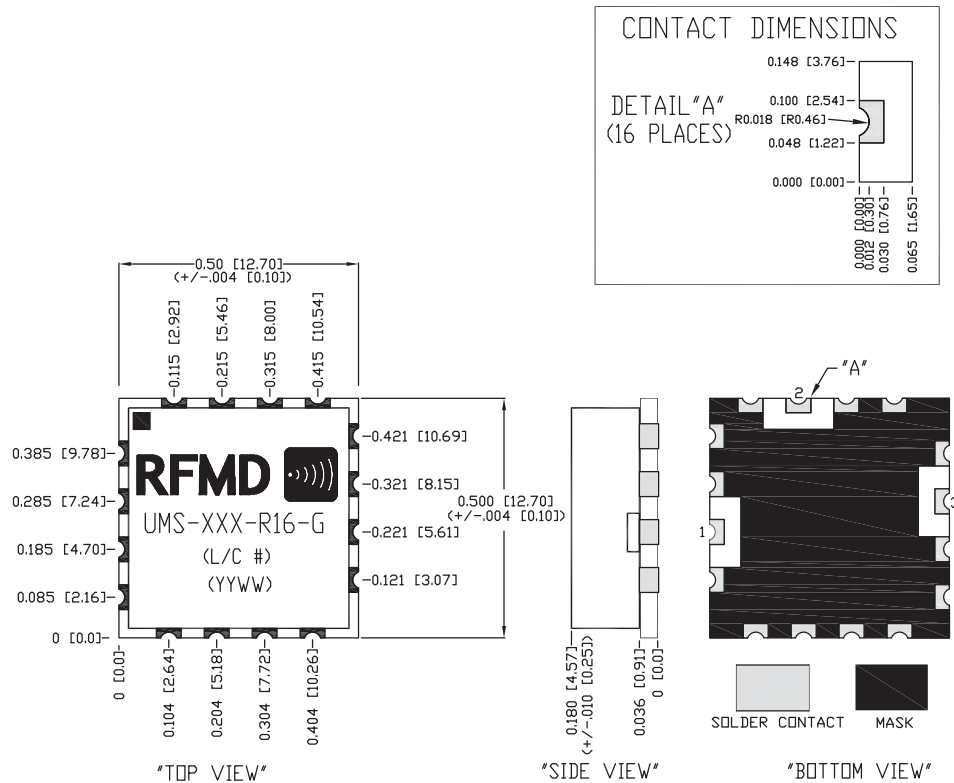 CONTACT DIMENSIONS
0.148 [3.76]
DETAIL"A"
(16 PLACES)
0.100 [2.54]
R0.018 [R0.46]
0.048 [1.22]
0.000 [0.00]
0.000 [0.00]
0.012 [0.30]
0.030 [0.76]
0.065 [1.65]
0.50 [12.70]
(+/-.004 [0.10])
0.115 [2.92]
0.215 [5.46]
0.315 [8.00]
0.415 [10.54]
0.385 [9.78]
0.285 [7.24]
0.185 [4.70]
0.085 [2.16]
0 [0.0]
RFMD
UMS-XXX-R16-G
(L/C #)
(YYWW)
0.421 [10.69]
0.321 [8.15]
0.221 [5.61]
0.121 [3.07]
0.500 [12.70]
(+/-.004 [0.10])
0 [0.0]
0.104 [2.64]
0.204 [5.18]
0.304 [7.72]
0.404 [10.26]
"TOP VIEW"
0.180 [4.57]
(+/-.010 [0.25])
0.036 [0.91]
0 [0.0]
"SIDE VIEW"
"A"
2
1
3
SOLDER CONTACT
MASK
"BOTTOM VIEW"